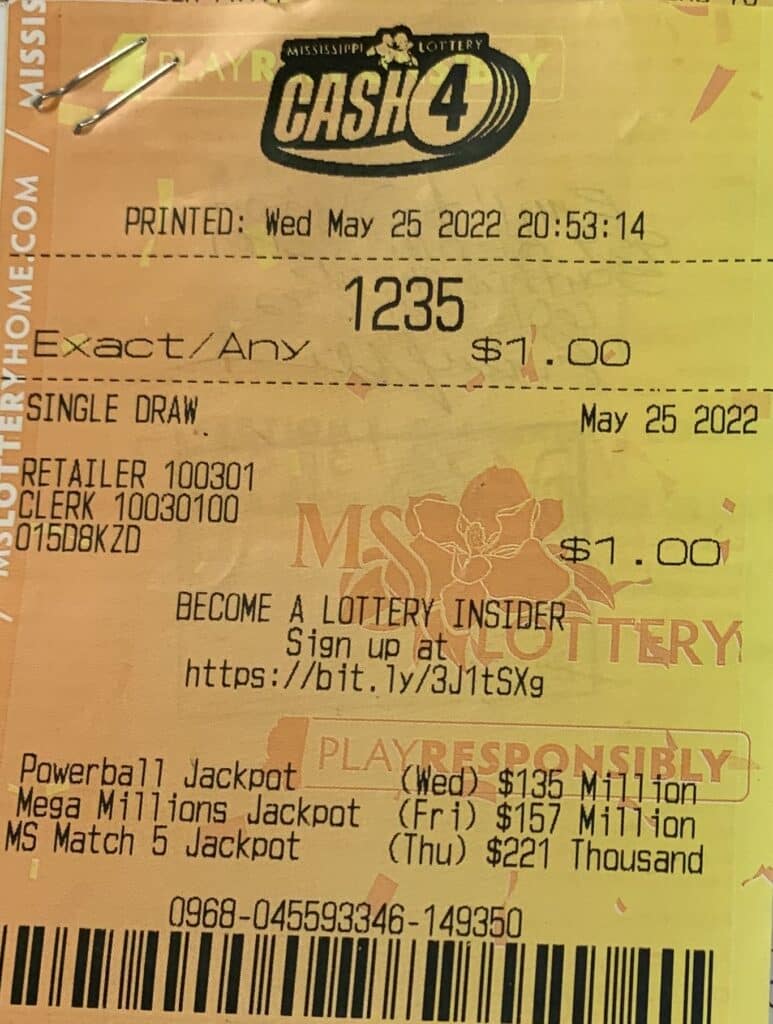 MISSISSIPPI LOTTERY
CASH 4
PRINTED: Wed May 25 2022 20:53:14
1235
Exact/Any $1.00
SINGLE DRAW May 25 2022
RETAILER 100301
CLERK 10030100
015D8KZD
$1.00
MS LOTTERY
BECOME A LOTTERY INSIDER
Sign up at
https://bit.ly/3J1tSXg
PLAY RESPONSIBLY
Powerball Jackpot (Wed) $135 Million
Mega Millions Jackpot (Fri) $157 Million
MS Match 5 Jackpot (Thu) $221 Thousand
0968-045593346-149350
/ MSLOTTERYHOME.COM / MISSIS